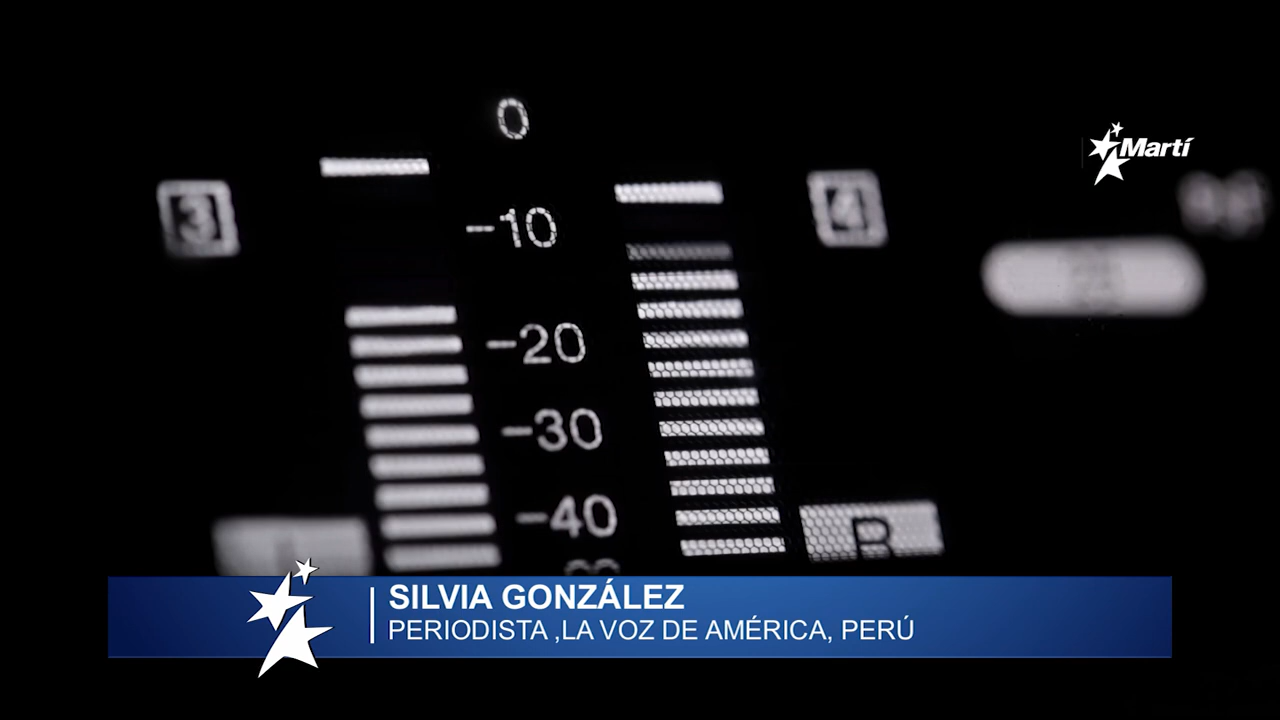 0
Martí
3
-10
4
-20
-30
-40
R
SILVIA GONZÁLEZ
PERIODISTA ,LA VOZ DE AMÉRICA, PERÚ